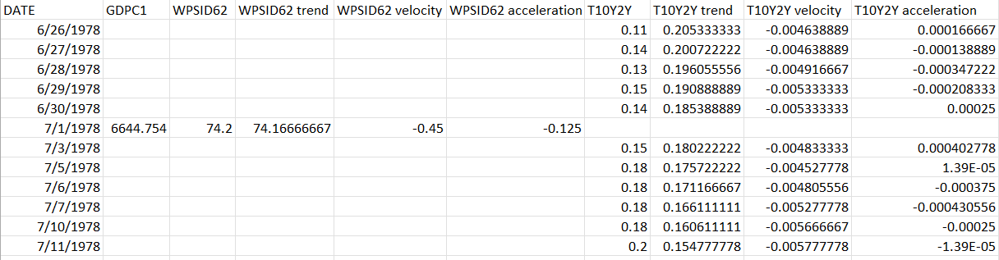 DATE GDPC1 WPSID62 WPSID62 trend WPSID62 velocity WPSID62 acceleration T10Y2Y T10Y2Y trend T10Y2Y velocity T10Y2Y acceleration
6/26/1978 0.11 0.205333333 -0.004638889 0.000166667
6/27/1978 0.14 0.200722222 -0.004638889 -0.000138889
6/28/1978 0.13 0.196055556 -0.004916667 -0.000347222
6/29/1978 0.15 0.190888889 -0.005333333 -0.000208333
6/30/1978 0.14 0.185388889 -0.005333333 0.00025
7/1/1978 6644.754 74.2 74.16666667 -0.45 -0.125
7/3/1978 0.15 0.180222222 -0.004833333 0.000402778
7/5/1978 0.18 0.175722222 -0.004527778 1.39E-05
7/6/1978 0.18 0.171166667 -0.004805556 -0.000375
7/7/1978 0.18 0.166111111 -0.005277778 -0.000430556
7/10/1978 0.18 0.160611111 -0.005666667 -0.00025
7/11/1978 0.2 0.154777778 -0.005777778 -1.39E-05